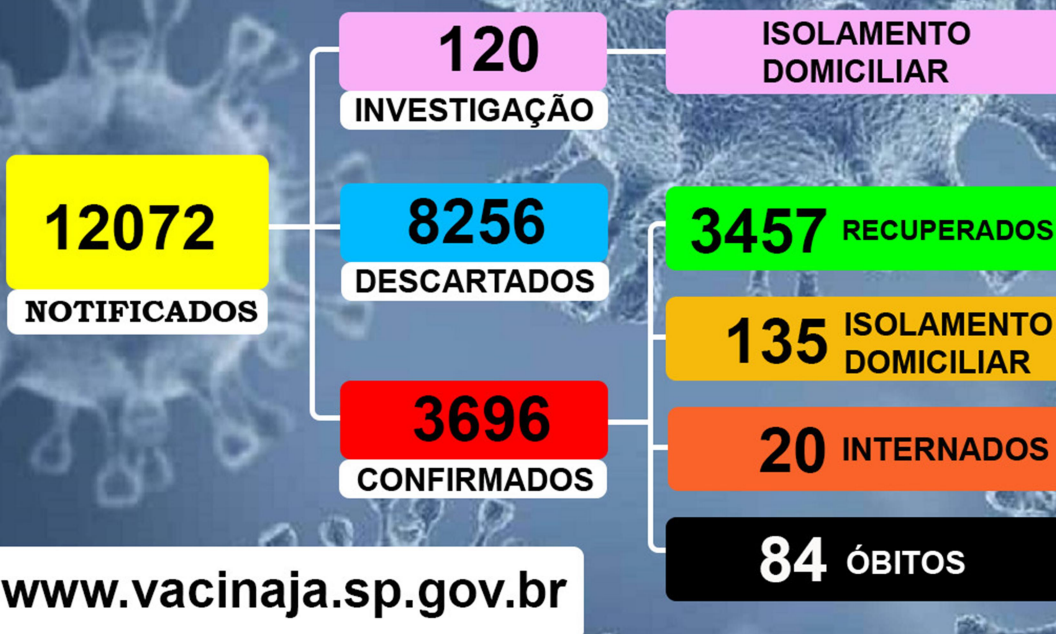 12072
NOTIFICADOS
120
INVESTIGAÇÃO
ISOLAMENTO
DOMICILIAR
8256
DESCARTADOS
3696
CONFIRMADOS
3457 RECUPERADOS
135 ISOLAMENTO
DOMICILIAR
20 INTERNADOS
84 ÓBITOS
www.vacinaja.sp.gov.br